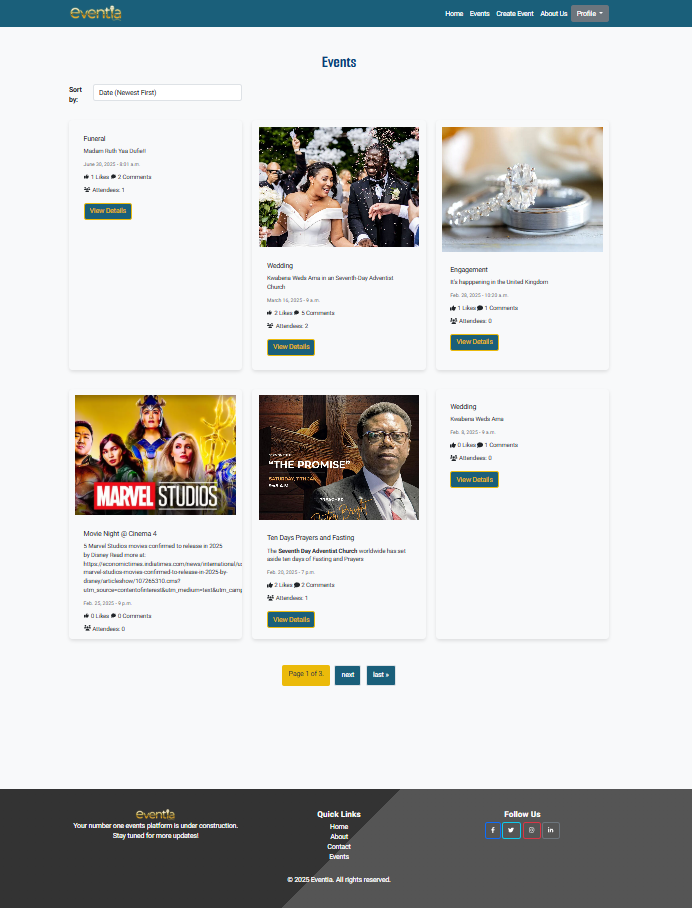 eventia
Home Events Create Event About Us Profile
Events
Sort by:
Date (Newest First)
Funeral
Madam Ruth Yaa Dufie!!
June 30, 2025 - 8:01 a.m.
1 Likes 2 Comments
Attendees: 1
View Details
Wedding
Kwabena Weds Ama in an Seventh-Day Adventist
Church
March 16, 2025 - 9 a.m.
2 Likes 5 Comments
Attendees: 2
View Details
Engagement
It's happpening in the United Kingdom
Feb. 28, 2025 - 10:20 a.m.
1 Likes 1 Comments
Attendees: 0
View Details
MARVEL STUDIOS
Movie Night @ Cinema 4
5 Marvel Studios movies confirmed to release in 2025
by Disney Read more at:
https://economictimes.indiatimes.com/news/international/us
marvel-studios-movies-confirmed-to-release-in-2025-by-
disney/articleshow/107265310.cms?
utm_source=contentofinterest&utm_medium=text&utm_camp
Feb. 25, 2025 - 9 p.m.
0 Likes 0 Comments
Attendees: 0
"THE PROMISE"
SATURDAY, 11 JAN
Ten Days Prayers and Fasting
The Seventh Day Adventist Church worldwide has set
aside ten days of Fasting and Prayers
Feb. 20, 2025 - 7 p.m.
2 Likes 2 Comments
Attendees: 1
View Details
Wedding
Kwabena Weds Ama
Feb. 8, 2025 - 9 a.m.
0 Likes 1 Comments
Attendees: 0
View Details
Page 1 of 3. next last »
eventia
Your number one events platform is under construction.
Stay tuned for more updates!
Quick Links
Home
About
Contact
Events
Follow Us
© 2025 Eventia. All rights reserved.